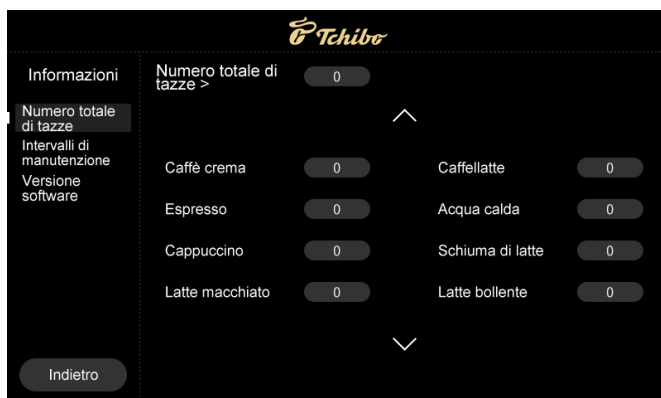 Tchibo
Informazioni
Numero totale
di tazze
Intervalli di
manutenzione
Versione
software
Indietro
Numero totale di
tazze >
0
Caffè crema
0
Caffellatte
0
Espresso
0
Acqua calda
0
Cappuccino
0
Schiuma di latte
0
Latte macchiato
0
Latte bollente
0